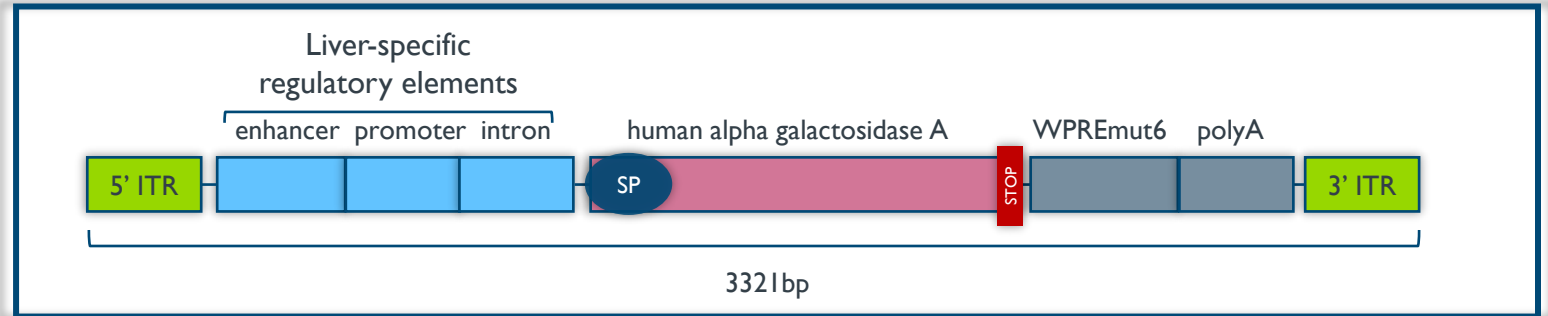 Liver-specific
regulatory elements
enhancer promoter intron human alpha galactosidase A WPREmut6 polyA
5’ ITR SP STOP 3’ ITR
3321bp